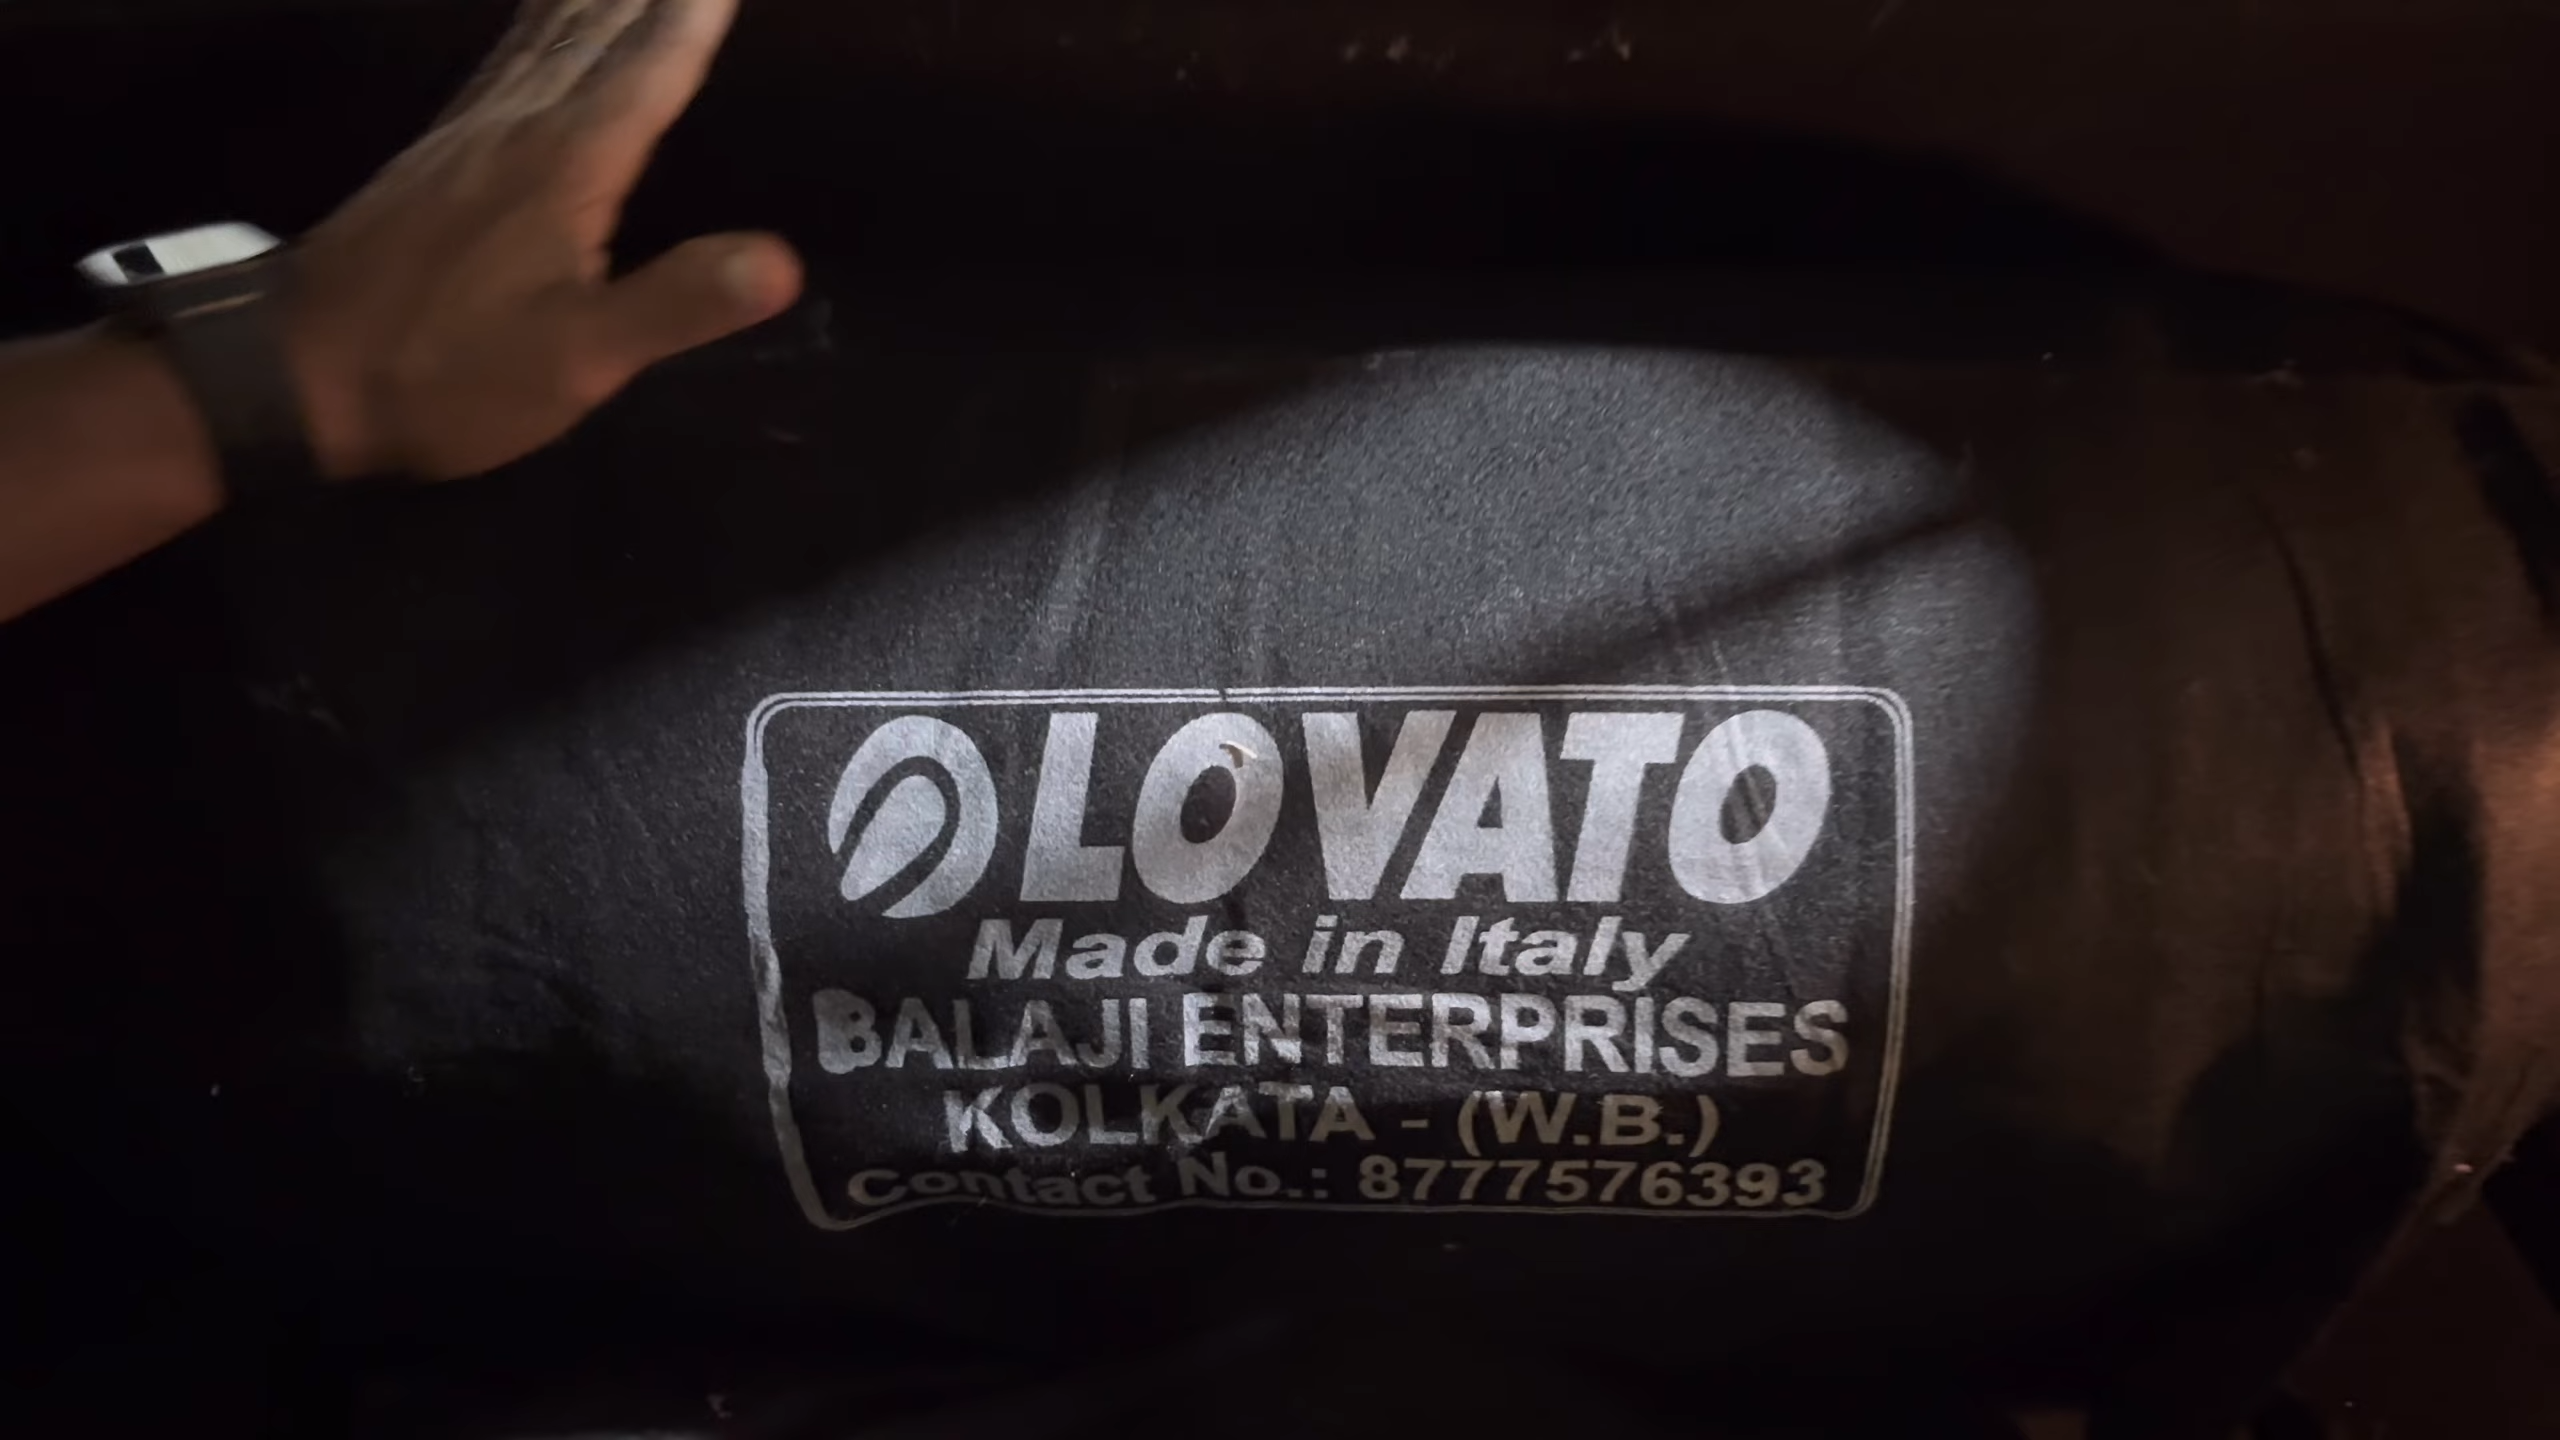 LOVATO
Made in Italy
BALAJI ENTERPRISES
KOLKATA - (W.B.)
Contact No.: 8777576393